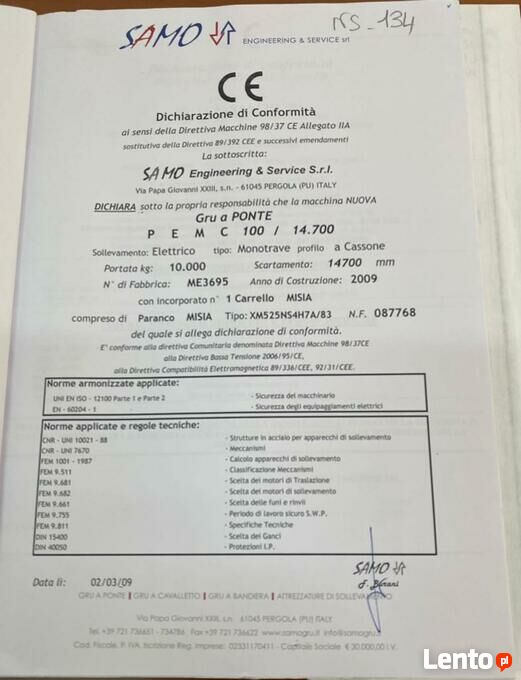 NS_134
SAMO
ENGINEERING & SERVICE srl
CE
Dichiarazione di Conformità
ai sensi della Direttiva Macchine 98/37 CE Allegato IIA
sostitutiva della Direttiva 89/392 CEE e successivi emendamenti
La sottoscritta:
SAMO Engineering & Service S.r.l.
Via Papa Giovanni XXIII, s.n. - 61045 PERGOLA (PU) ITALY
DICHIARA sotto la propria responsabilità che la macchina NUOVA
Gru a PONTE
P E M C 100 / 14.700
Sollevamento: Elettrico tipo: Monotrave profilo a Cassone
Portata kg: 10.000 Scartamento: 14700 mm
N° di Fabbrica: ME3695 Anno di Costruzione: 2009
con incorporato n° 1 Carrello MISIA
compreso di Paranco MISIA Tipo: XM525NS4H7A/83 N.F. 087768
del quale si allega dichiarazione di conformità.
E' conforme alla direttiva Comunitaria denominata Direttiva Macchine 98/37CE
alla Direttiva Bassa Tensione 2006/95/CE,
alla Direttiva Compatibilità Elettromagnetica 89/336/CEE, 92/31/CEE.
Norme armonizzate applicate:
UNI EN ISO - 12100 Parte 1 e Parte 2 - Sicurezza del macchinario
EN - 60204 - 1 - Sicurezza degli equipaggiamenti elettrici
Norme applicate e regole tecniche:
CNR - UNI 10021 - 88 - Strutture in acciaio per apparecchi di sollevamento
CNR - UNI 7670 - Meccanismi
FEM 1001 - 1987 - Calcolo apparecchi di sollevamento
FEM 9.511 - Classificazione Meccanismi
FEM 9.681 - Scelta dei motori di Traslazione
FEM 9.682 - Scelta dei motori di sollevamento
FEM 9.661 - Scelta delle funi e rinvii
FEM 9.755 - Periodo di lavoro sicuro S.W.P.
FEM 9.811 - Specifiche Tecniche
DIN 15400 - Scelta dei Ganci
DIN 40050 - Protezioni I.P.
SAMO
Data li: 02/03/09
GRU A PONTE | GRU A CAVALLETTO | GRU A BANDIERA | ATTREZZATURE DI SOLLEVAMENTO
Via Papa Giovanni XXIII, s.n. 61045 PERGOLA (PU) ITALY
Tel. +39 721 736651 - 734786 Fax +39 721 736622 www.samogru.it info@samogru.it
Cod. Fiscale, P. IVA, Iscrizione Reg. Imprese: 02331170411 - Capitale Sociale € 30.000,00 I.V.
Lento.pl